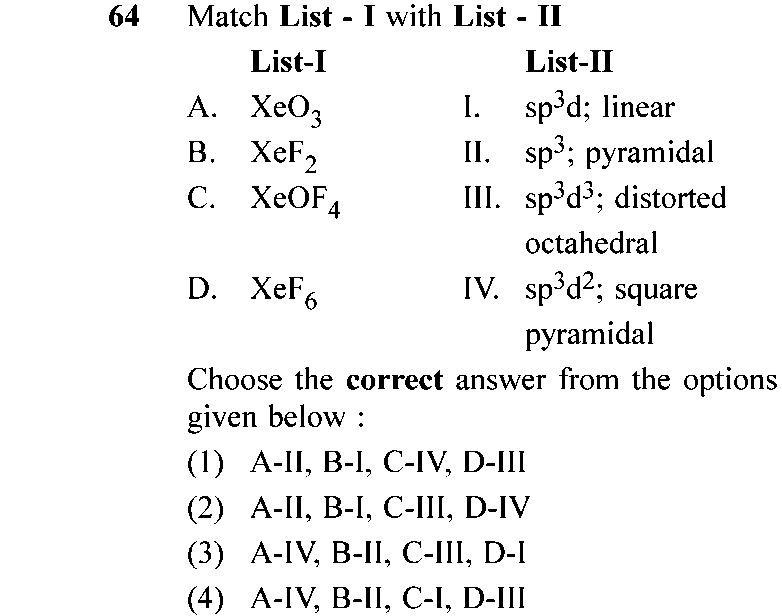 64 Match List - I with List - II
List-I List-II
A. XeO₃ I. sp³d; linear
B. XeF₂ II. sp³; pyramidal
C. XeOF₄ III. sp³d³; distorted
octahedral
D. XeF₆ IV. sp³d²; square
pyramidal
Choose the correct answer from the options
given below :
(1) A-II, B-I, C-IV, D-III
(2) A-II, B-I, C-III, D-IV
(3) A-IV, B-II, C-III, D-I
(4) A-IV, B-II, C-I, D-III